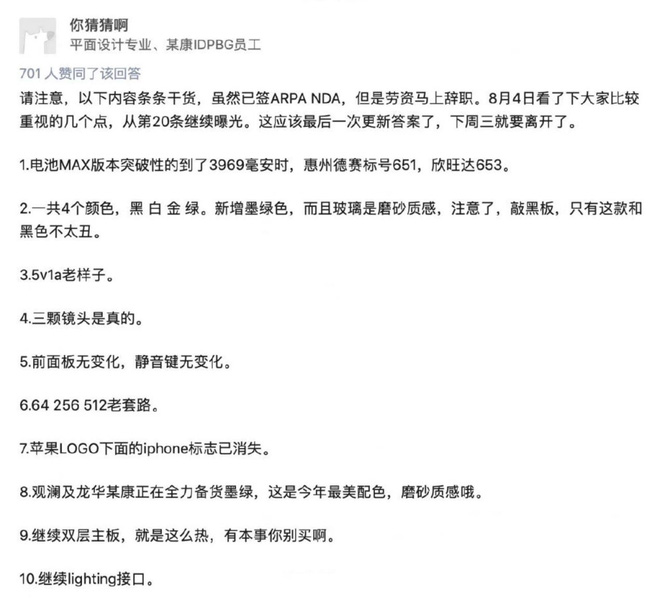 你猜猜啊
平面设计专业、某康IDPBG员工
701 人赞同了该回答
请注意，以下内容条条干货，虽然已签ARPA NDA，但是劳资马上辞职。8月4日看了下大家比较
重视的几个点，从第20条继续曝光。这应该最后一次更新答案了，下周三就要离开了。
1.电池MAX版本突破性的到了3969毫安时，惠州德赛标号651，欣旺达653。
2.一共4个颜色，黑 白 金 绿。新增墨绿色，而且玻璃是磨砂质感，注意了，敲黑板，只有这款和
黑色不太丑。
3.5v1a老样子。
4.三颗镜头是真的。
5.前面板无变化，静音键无变化。
6.64 256 512老套路。
7.苹果LOGO下面的iphone标志已消失。
8.观澜及龙华某康正在全力备货墨绿，这是今年最美配色，磨砂质感哦。
9.继续双层主板，就是这么热，有本事你别买啊。
10.继续lighting接口。